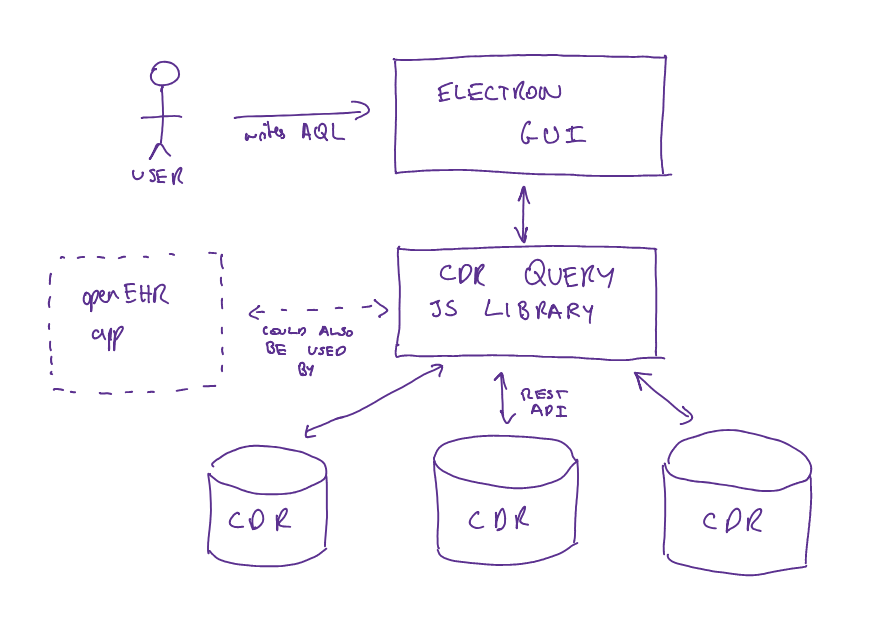 ELECTRON
GUI
writes AQL
USER
CDR QUERY
JS LIBRARY
openEHR
app
COULD ALSO
BE USED
BY
REST
API
CDR
CDR
CDR